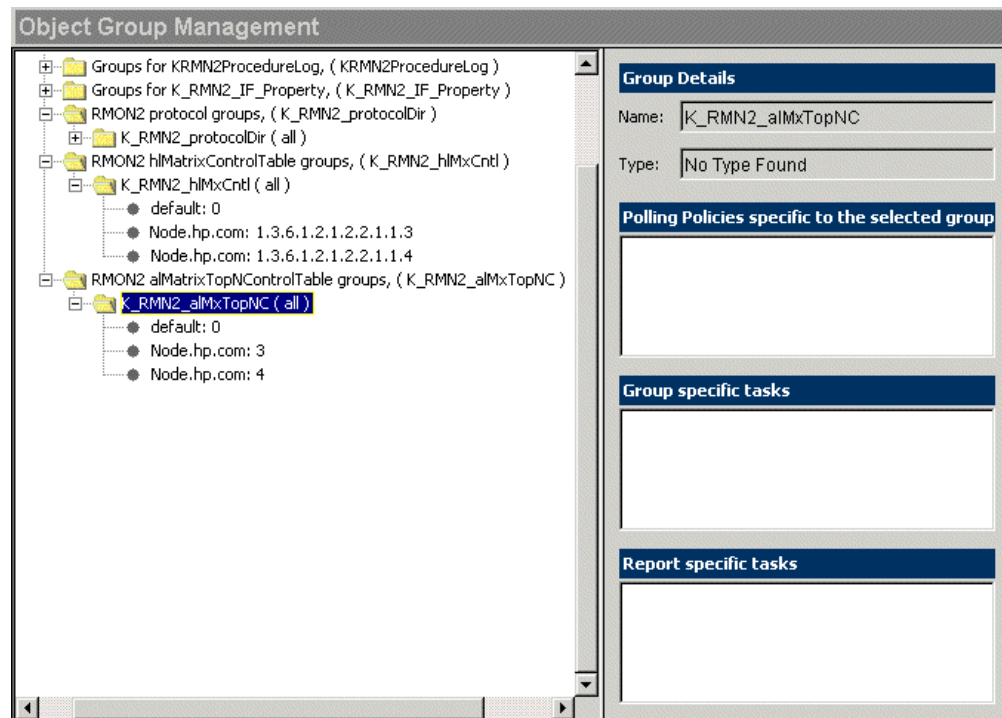 Object Group Management
Groups for KRMN2ProcedureLog, ( KRMN2ProcedureLog )
Groups for K_RMN2_IF_Property, ( K_RMN2_IF_Property )
RMON2 protocol groups, ( K_RMN2_protocolDir )
K_RMN2_protocolDir ( all )
RMON2 hlMatrixControlTable groups, ( K_RMN2_hlMxCntl )
K_RMN2_hlMxCntl ( all )
default: 0
Node.hp.com: 1.3.6.1.2.1.2.2.1.1.3
Node.hp.com: 1.3.6.1.2.1.2.2.1.1.4
RMON2 alMatrixTopNControlTable groups, ( K_RMN2_alMxTopNC )
K_RMN2_alMxTopNC ( all )
default: 0
Node.hp.com: 3
Node.hp.com: 4
Group Details
Name: K_RMN2_alMxTopNC
Type: No Type Found
Polling Policies specific to the selected group
Group specific tasks
Report specific tasks